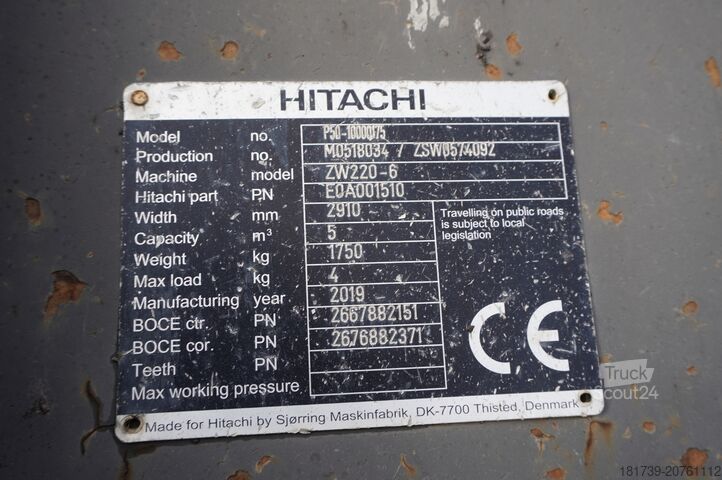 HITACHI
Model no. P50-10000175
Production no. M0518034 / ZSW0574092
Machine model ZW220-6
Hitachi part PN E0A001510
Width mm 2910
Capacity m³ 5
Weight kg 1750
Max load kg 4
Manufacturing year 2019
BOCE ctr. PN 2667882151
BOCE cor. PN 2676882371
Teeth PN
Max working pressure
Travelling on public roads
is subject to local
legislation
CE
Made for Hitachi by Sjørring Maskinfabrik, DK-7700 Thisted, Denmark
Truck
Scout24
181739-20761112